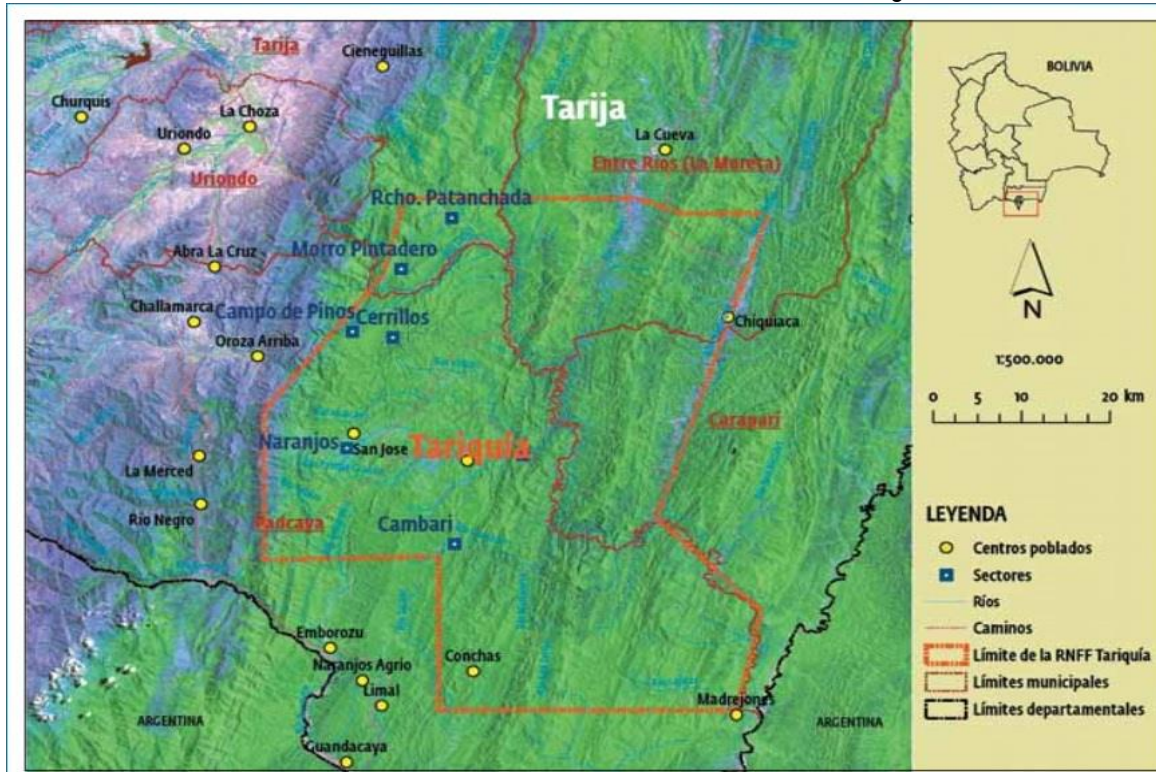 Tarija
Cieneguillas
Churquis
La Choza
Uriondo
Uriondo
Tarija
La Cueva
Entre Ríos (La Moreta)
Rcho. Patanchada
Morro Pintadero
Abra La Cruz
Challamarca
Campo de Pinos
Cerrillos
Oroza Arriba
Chiquiaca
Carapari
Naranjos
San Jose
Tariquía
La Merced
Rio Negro
Padcaya
Cambari
Emborozu
Naranjos Agrio
Limal
Conchas
Madrejones
ARGENTINA
ARGENTINA
Guandacaya
BOLIVIA
N
1:500.000
0 5 10 20 km
LEYENDA
Centros poblados
Sectores
Ríos
Caminos
Límite de la RNFF Tariquía
Límites municipales
Límites departamentales